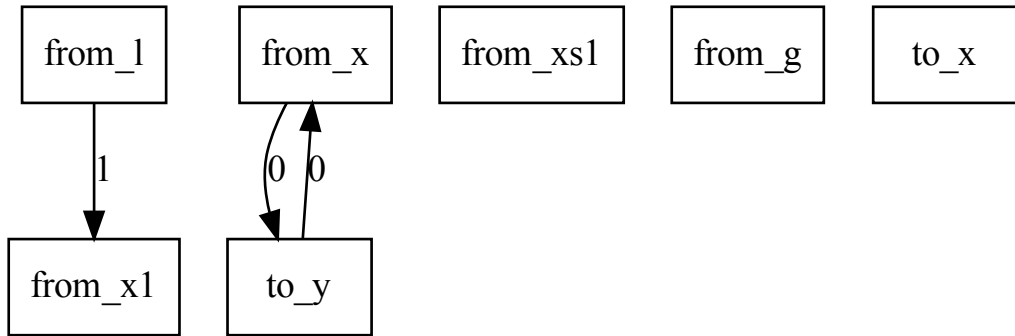 from_l
from_x
from_xs1
from_g
to_x
1
0
0
from_x1
to_y